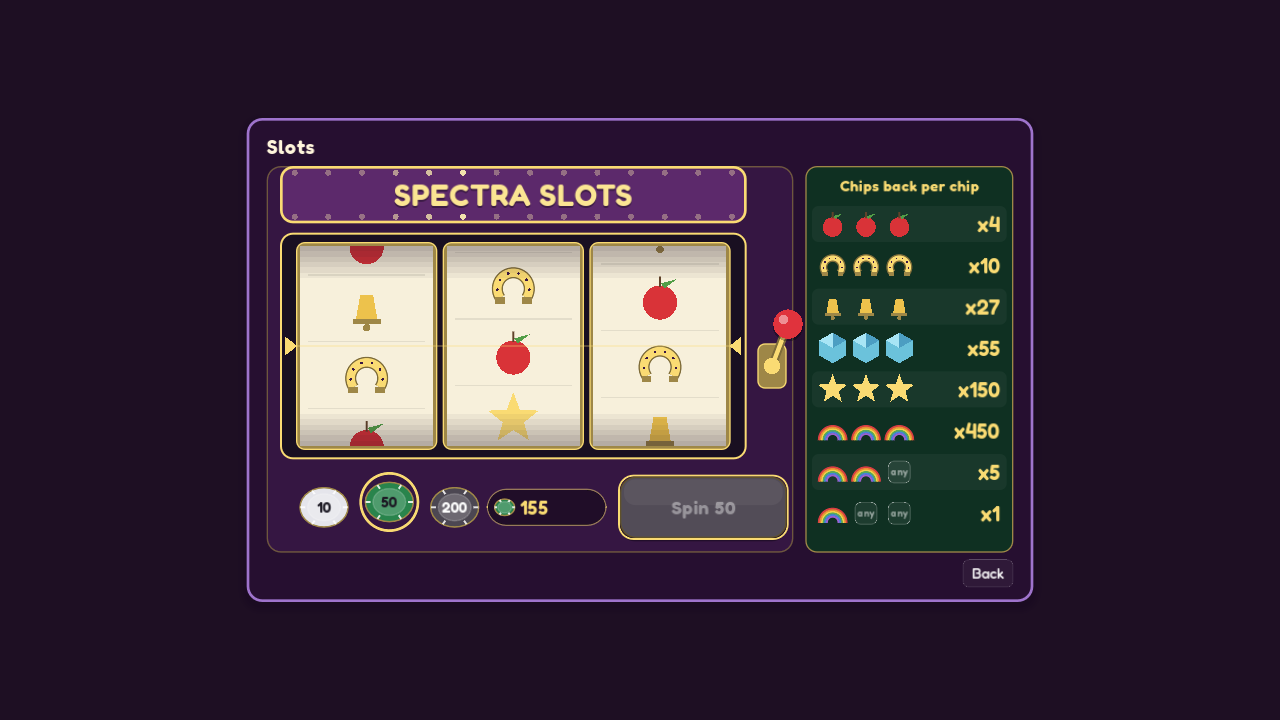 Slots
SPECTRA SLOTS
10
50
200
155
Spin 50
Chips back per chip
x4
x10
x27
x55
x150
x450
any x5
any any x1
Back